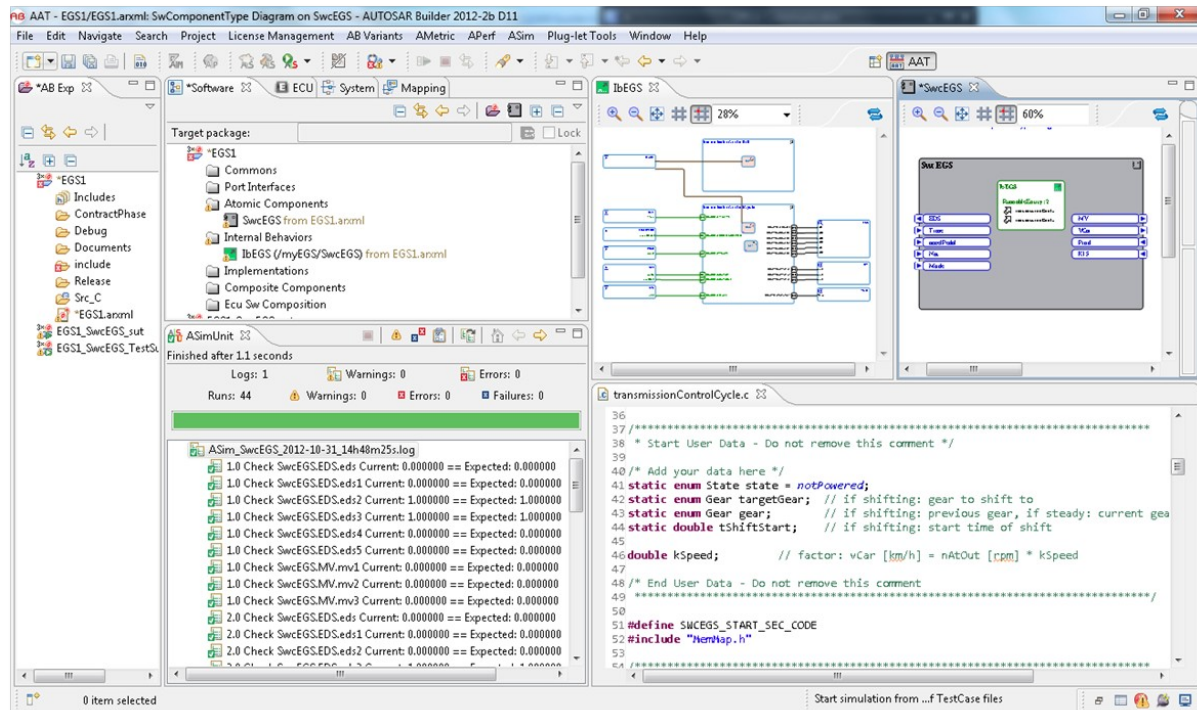 AAT - EGS1/EGS1.arxml: SwComponentType Diagram on SwcEGS - AUTOSAR Builder 2012-2b D11
File Edit Navigate Search Project License Management AB Variants AMetric APerf ASim Plug-let Tools Window Help
AAT
*AB Exp
*EGS1
Includes
ContractPhase
Debug
Documents
include
Release
Src_C
*EGS1.arxml
EGS1_SwcEGS_sut
EGS1_SwcEGS_TestSu
0 item selected
*Software ECU System Mapping
Target package: Lock
*EGS1
Commons
Port Interfaces
Atomic Components
SwcEGS from EGS1.arxml
Internal Behaviors
IbEGS (/myEGS/SwcEGS) from EGS1.arxml
Implementations
Composite Components
Ecu Sw Composition
ASimUnit
Finished after 1.1 seconds
Logs: 1 Warnings: 0 Errors: 0
Runs: 44 Warnings: 0 Errors: 0 Failures: 0
ASim_SwcEGS_2012-10-31_14h48m25s.log
1.0 Check SwcEGS.EDS.eds Current: 0.000000 == Expected: 0.000000
1.0 Check SwcEGS.EDS.eds1 Current: 0.000000 == Expected: 0.000000
1.0 Check SwcEGS.EDS.eds2 Current: 1.000000 == Expected: 1.000000
1.0 Check SwcEGS.EDS.eds3 Current: 1.000000 == Expected: 1.000000
1.0 Check SwcEGS.EDS.eds4 Current: 0.000000 == Expected: 0.000000
1.0 Check SwcEGS.EDS.eds5 Current: 0.000000 == Expected: 0.000000
1.0 Check SwcEGS.MV.mv1 Current: 0.000000 == Expected: 0.000000
1.0 Check SwcEGS.MV.mv2 Current: 0.000000 == Expected: 0.000000
1.0 Check SwcEGS.MV.mv3 Current: 0.000000 == Expected: 0.000000
2.0 Check SwcEGS.EDS.eds Current: 0.000000 == Expected: 0.000000
2.0 Check SwcEGS.EDS.eds1 Current: 0.000000 == Expected: 0.000000
2.0 Check SwcEGS.EDS.eds2 Current: 1.000000 == Expected: 1.000000
IbEGS
28%
*SwcEGS
60%
Swc EGS
IbEGS
EDS
MV
VCar
Mode
transmissionControlCycle.c
36
37 /******************************************************************************
38 * Start User Data - Do not remove this comment */
39
40 /* Add your data here */
41 static enum State state = notPowered;
42 static enum Gear targetGear; // if shifting: gear to shift to
43 static enum Gear gear; // if shifting: previous gear, if steady: current gea
44 static double tShiftStart; // if shifting: start time of shift
45
46 double kSpeed; // factor: vCar [km/h] = nAtOut [rpm] * kSpeed
47
48 /* End User Data - Do not remove this comment
49 ******************************************************************************/
50
51 #define SWCEGS_START_SEC_CODE
52 #include "MemMap.h"
53
54 /******************************************************************************
Start simulation from ...f TestCase files